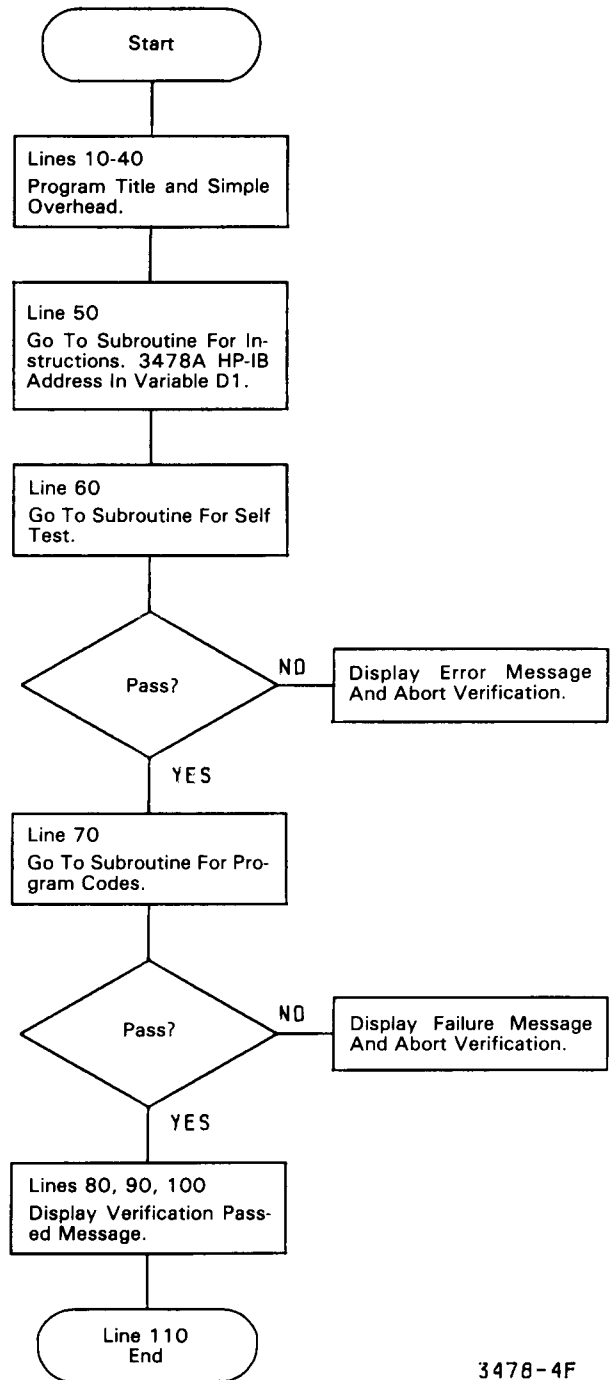 Start
Lines 10-40
Program Title and Simple
Overhead.
Line 50
Go To Subroutine For In-
structions. 3478A HP-IB
Address In Variable D1.
Line 60
Go To Subroutine For Self
Test.
Pass?
NO
Display Error Message
And Abort Verification.
YES
Line 70
Go To Subroutine For Pro-
gram Codes.
Pass?
NO
Display Failure Message
And Abort Verification.
YES
Lines 80, 90, 100
Display Verification Pass-
ed Message.
Line 110
End
3478-4F